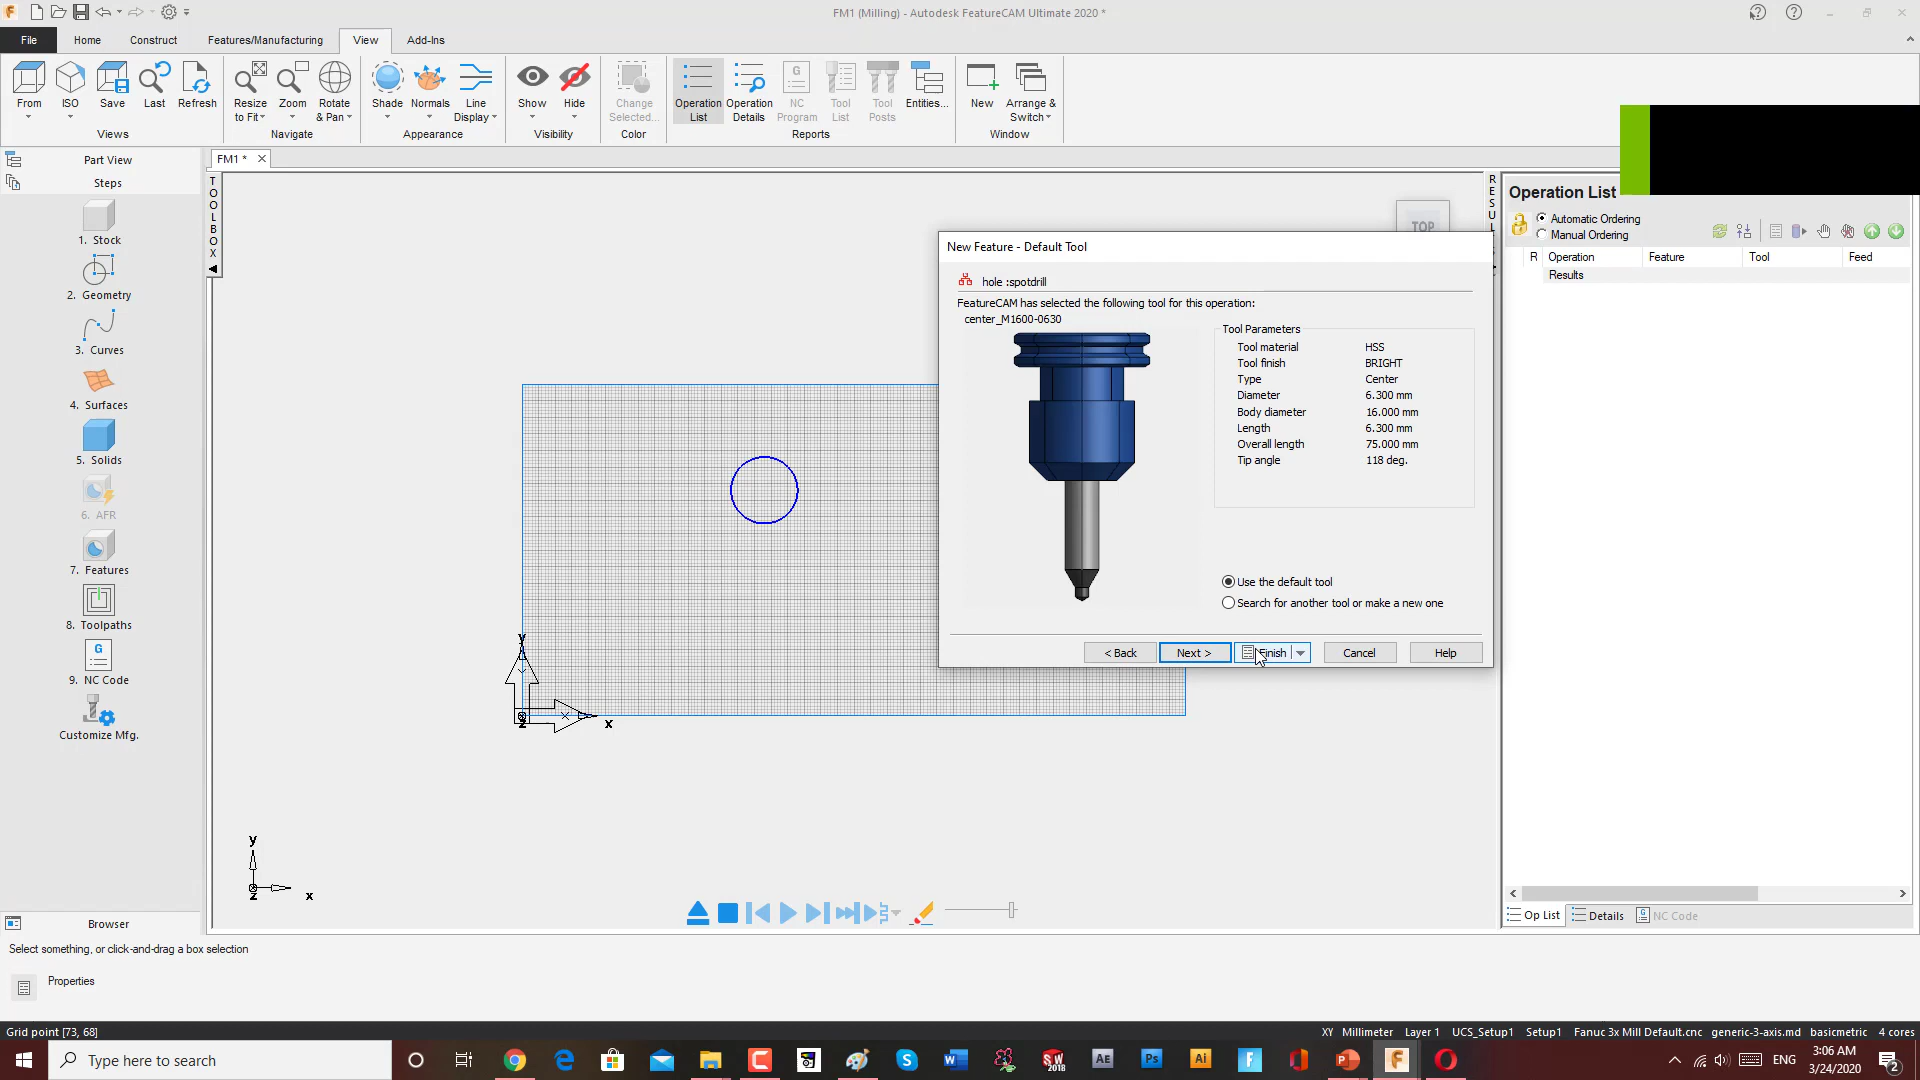 FM1 (Milling) - Autodesk FeatureCAM Ultimate 2020 *
File
Home
Construct
Features/Manufacturing
View
Add-Ins
From
ISO
Save
Last
Refresh
Resize to Fit
Zoom
Rotate & Pan
Shade
Normals
Line Display
Show
Hide
Change Selected...
Operation List
Operation Details
NC Program
Tool List
Tool Posts
Entities...
New
Arrange & Switch
Views
Navigate
Appearance
Visibility
Color
Reports
Window
Part View
Steps
1. Stock
2. Geometry
3. Curves
4. Surfaces
5. Solids
6. AFR
7. Features
8. Toolpaths
9. NC Code
Customize Mfg.
Browser
FM1 *
TOOLBOX
TOP
y
z
x
y
z
x
New Feature - Default Tool
hole :spotdrill
FeatureCAM has selected the following tool for this operation:
center_M1600-0630
Tool Parameters
Tool material HSS
Tool finish BRIGHT
Type Center
Diameter 6.300 mm
Body diameter 16.000 mm
Length 6.300 mm
Overall length 75.000 mm
Tip angle 118 deg.
Use the default tool
Search for another tool or make a new one
< Back
Next >
Finish
Cancel
Help
RESUL
Operation List
Automatic Ordering
Manual Ordering
R Operation Feature Tool Feed
Results
Op List
Details
NC Code
Select something, or click-and-drag a box selection
Properties
Grid point [73, 68]
XY Millimeter Layer 1 UCS_Setup1 Setup1 Fanuc 3x Mill Default.cnc generic-3-axis.md basicmetric 4 cores
Type here to search
ENG
3:06 AM
3/24/2020
2